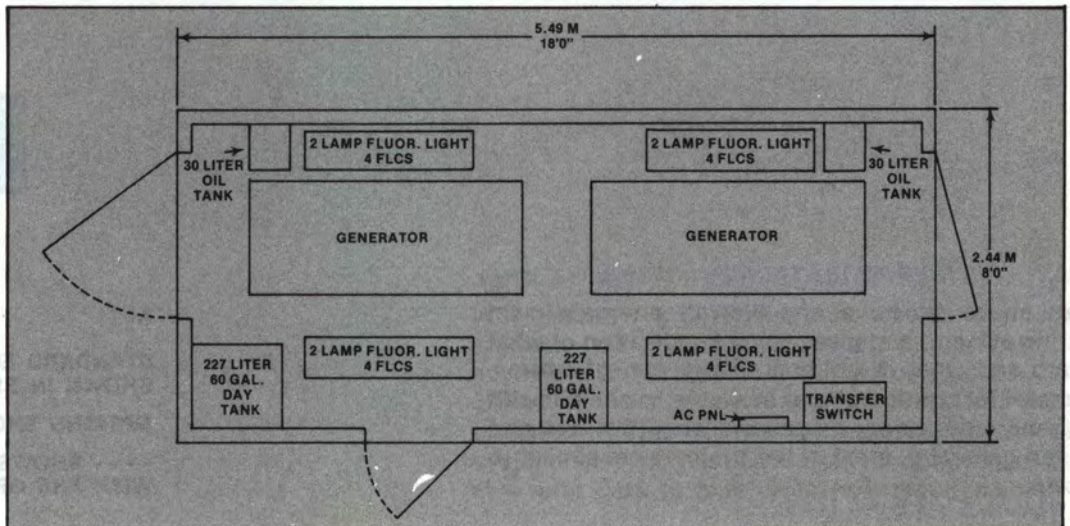 5.49 M
18'0"
2 LAMP FLUOR. LIGHT
4 FLCS
2 LAMP FLUOR. LIGHT
4 FLCS
30 LITER
OIL
TANK
30 LITER
OIL
TANK
GENERATOR
GENERATOR
2.44 M
8'0"
227 LITER
60 GAL.
DAY
TANK
2 LAMP FLUOR. LIGHT
4 FLCS
227
LITER
60 GAL.
DAY
TANK
2 LAMP FLUOR. LIGHT
4 FLCS
AC PNL
TRANSFER
SWITCH